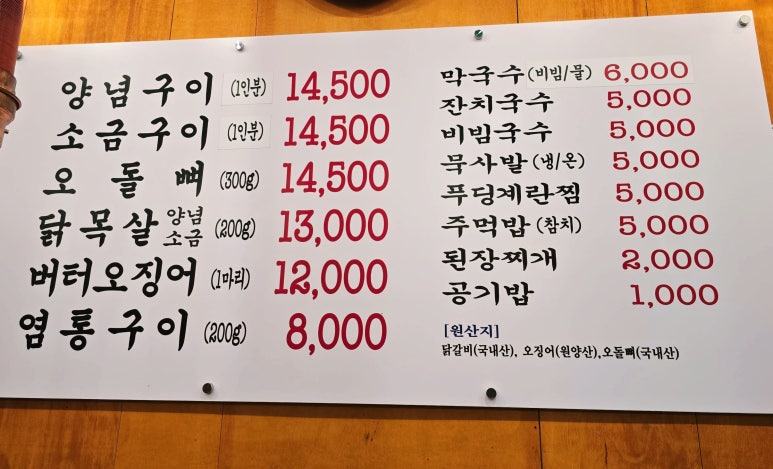 양념구이 (1인분) 14,500
소금구이 (1인분) 14,500
오돌뼈 (300g) 14,500
닭목살 양념 소금 (200g) 13,000
버터오징어 (1마리) 12,000
염통구이 (200g) 8,000
막국수 (비빔/물) 6,000
잔치국수 5,000
비빔국수 5,000
묵사발 (냉/온) 5,000
푸딩계란찜 5,000
주먹밥 (참치) 5,000
된장찌개 2,000
공기밥 1,000
[원산지]
닭갈비(국내산), 오징어(원양산),오돌뼈(국내산)